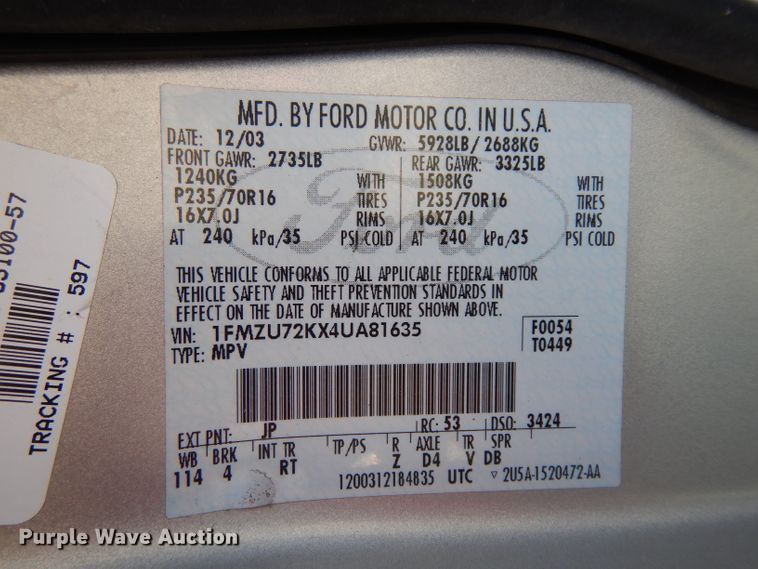 MFD. BY FORD MOTOR CO. IN U.S.A.
DATE: 12/03 GVWR: 5928LB/2688KG
FRONT GAWR: 2735LB REAR GAWR: 3325LB
1240KG WITH 1508KG WITH
P235/70R16 TIRES P235/70R16 TIRES
16X7.0J RIMS 16X7.0J RIMS
AT 240 kPa/35 PSI COLD AT 240 kPa/35 PSI COLD
Ford
THIS VEHICLE CONFORMS TO ALL APPLICABLE FEDERAL MOTOR
VEHICLE SAFETY AND THEFT PREVENTION STANDARDS IN
EFFECT ON THE DATE OF MANUFACTURE SHOWN ABOVE.
VIN: 1FMZU72KX4UA81635 F0054
TYPE: MPV T0449
EXT PNT: JP RC: 53 DSO: 3424
WB BRK INT TR TP/PS R AXLE TR SPR
114 4 RT Z D4 V DB
1200312184835 UTC ▽ 2U5A-1520472-AA
100-57
TRACKING #: 597
Purple Wave Auction